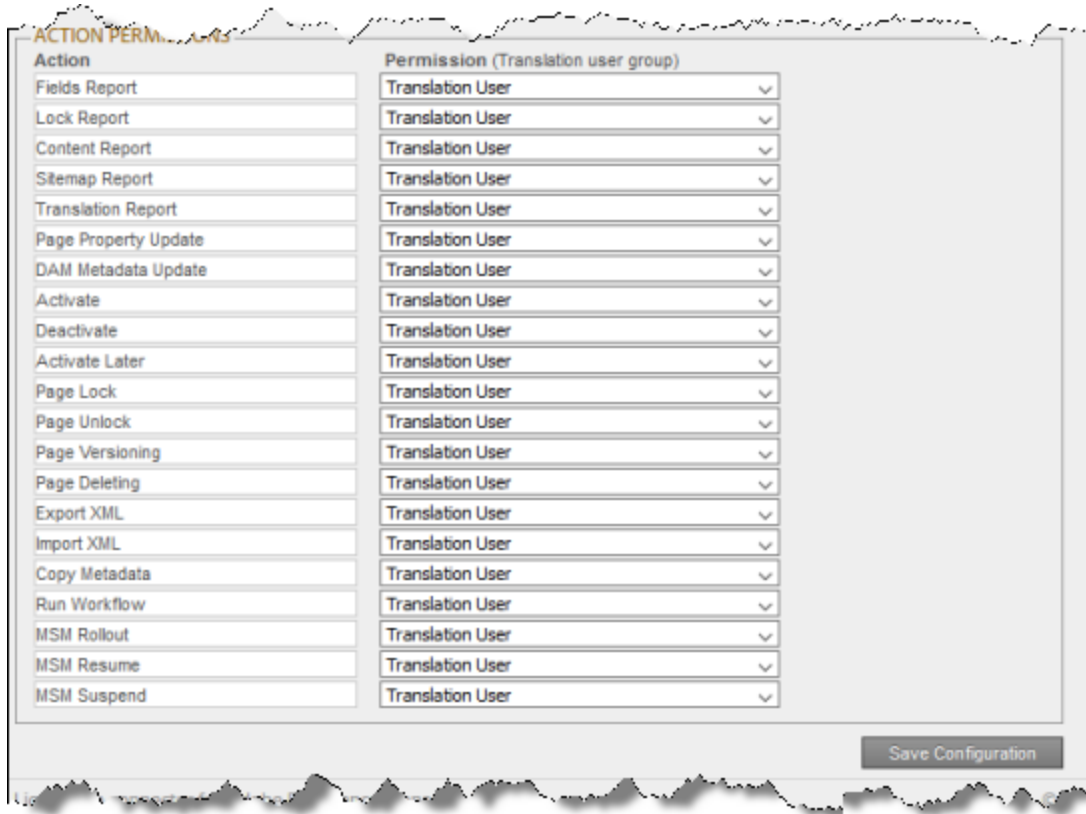 ACTION
Action Permission (Translation user group)
Fields Report Translation User
Lock Report Translation User
Content Report Translation User
Sitemap Report Translation User
Translation Report Translation User
Page Property Update Translation User
DAM Metadata Update Translation User
Activate Translation User
Deactivate Translation User
Activate Later Translation User
Page Lock Translation User
Page Unlock Translation User
Page Versioning Translation User
Page Deleting Translation User
Export XML Translation User
Import XML Translation User
Copy Metadata Translation User
Run Workflow Translation User
MSM Rollout Translation User
MSM Resume Translation User
MSM Suspend Translation User
Save Configuration